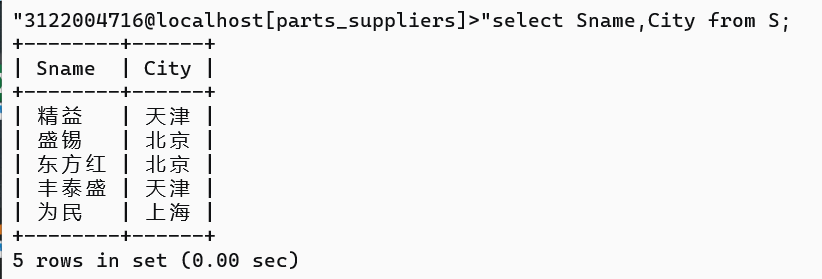 "3122004716@localhost[parts_suppliers]>"select Sname,City from S;
+--------+------+
| Sname  | City |
+--------+------+
| 精益   | 天津 |
| 盛锡   | 北京 |
| 东方红 | 北京 |
| 丰泰盛 | 天津 |
| 为民   | 上海 |
+--------+------+
5 rows in set (0.00 sec)